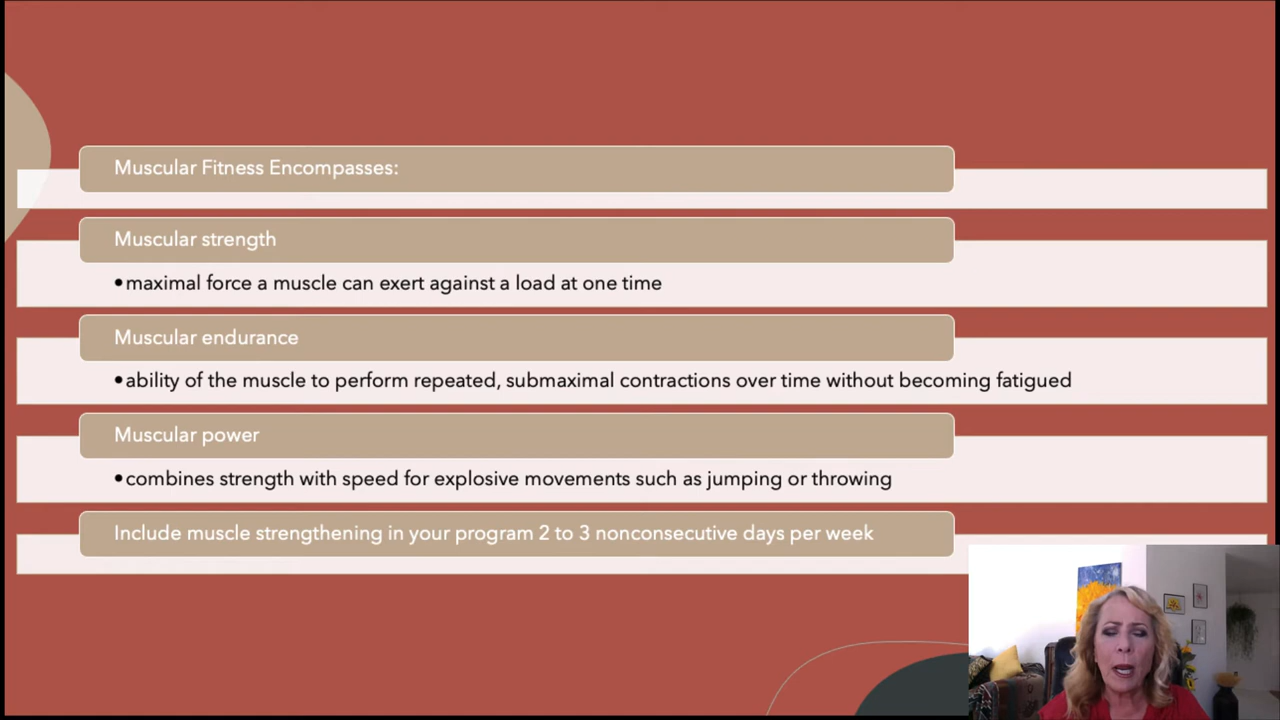 Muscular Fitness Encompasses:
Muscular strength
•maximal force a muscle can exert against a load at one time
Muscular endurance
•ability of the muscle to perform repeated, submaximal contractions over time without becoming fatigued
Muscular power
•combines strength with speed for explosive movements such as jumping or throwing
Include muscle strengthening in your program 2 to 3 nonconsecutive days per week